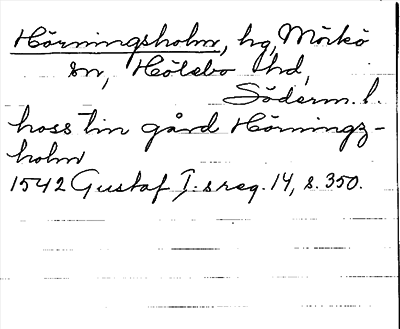 Hörningsholm, hg, Mörkö
sn, Hölebo hd,
Söderm. l.
hoss tin gård Hörningz-
holm
1542 Gustaf I:s reg. 14, s. 350.